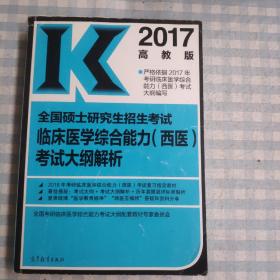 2017
高教版
严格依据2017年
考研临床医学综合
能力（西医）考试
大纲编写
全国硕士研究生招生考试
临床医学综合能力（西医）
考试大纲解析
全国考研临床医学综合能力考试大纲配套教材专家委员会
高等教育出版社